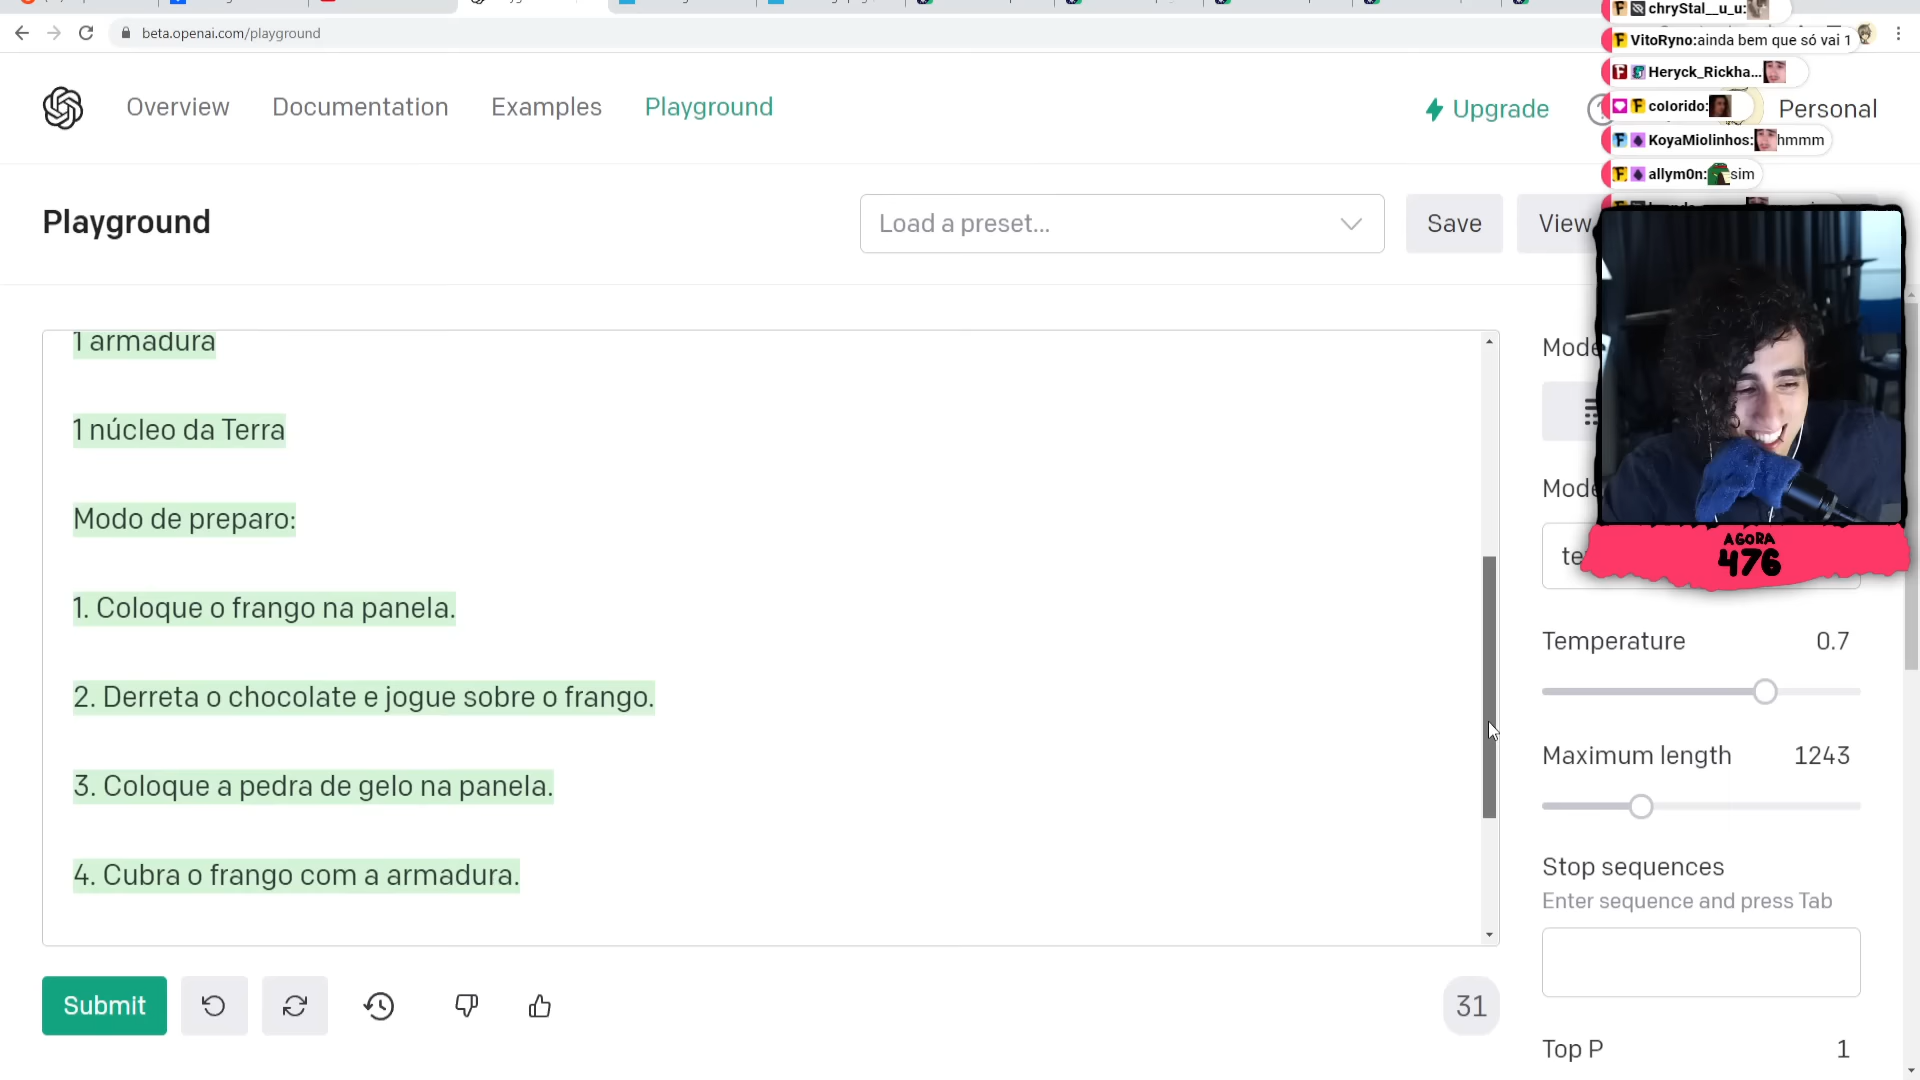 beta.openai.com/playground
chryStal__u_u:
VitoRyno:ainda bem que só vai 1
Heryck_Rickha...
colorido:
KoyaMiolinhos: hmmm
allym0n: sim
Overview
Documentation
Examples
Playground
Upgrade
Personal
Playground
Load a preset...
Save
View
1 armadura
1 núcleo da Terra
Modo de preparo:
1. Coloque o frango na panela.
2. Derreta o chocolate e jogue sobre o frango.
3. Coloque a pedra de gelo na panela.
4. Cubra o frango com a armadura.
Mode
Mode
te
AGORA
476
Temperature 0.7
Maximum length 1243
Stop sequences
Enter sequence and press Tab
Top P 1
Submit
31